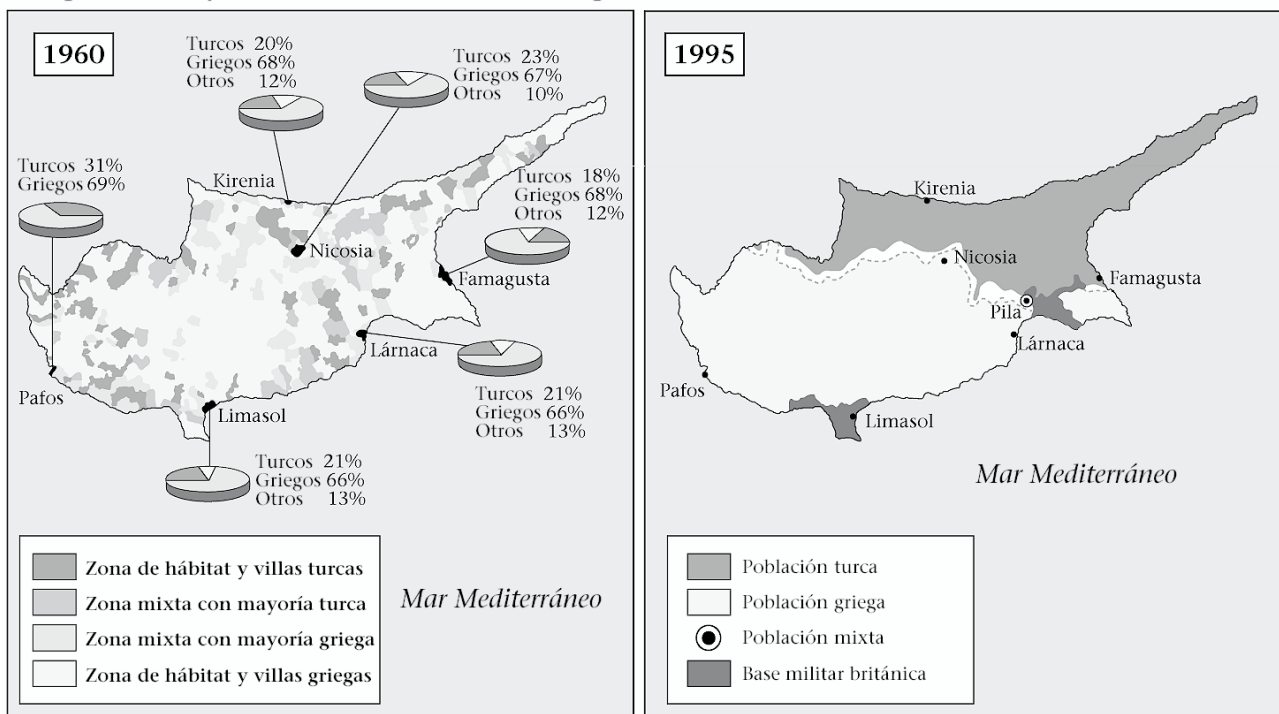 1960
Turcos 20%
Griegos 68%
Otros 12%
Turcos 23%
Griegos 67%
Otros 10%
Turcos 31%
Griegos 69%
Turcos 18%
Griegos 68%
Otros 12%
Kirenia
Nicosia
Famagusta
Lárnaca
Pafos
Limasol
Turcos 21%
Griegos 66%
Otros 13%
Turcos 21%
Griegos 66%
Otros 13%
Zona de hábitat y villas turcas
Zona mixta con mayoría turca
Zona mixta con mayoría griega
Zona de hábitat y villas griegas
Mar Mediterráneo
1995
Kirenia
Nicosia
Famagusta
Pila
Lárnaca
Pafos
Limasol
Mar Mediterráneo
Población turca
Población griega
Población mixta
Base militar británica